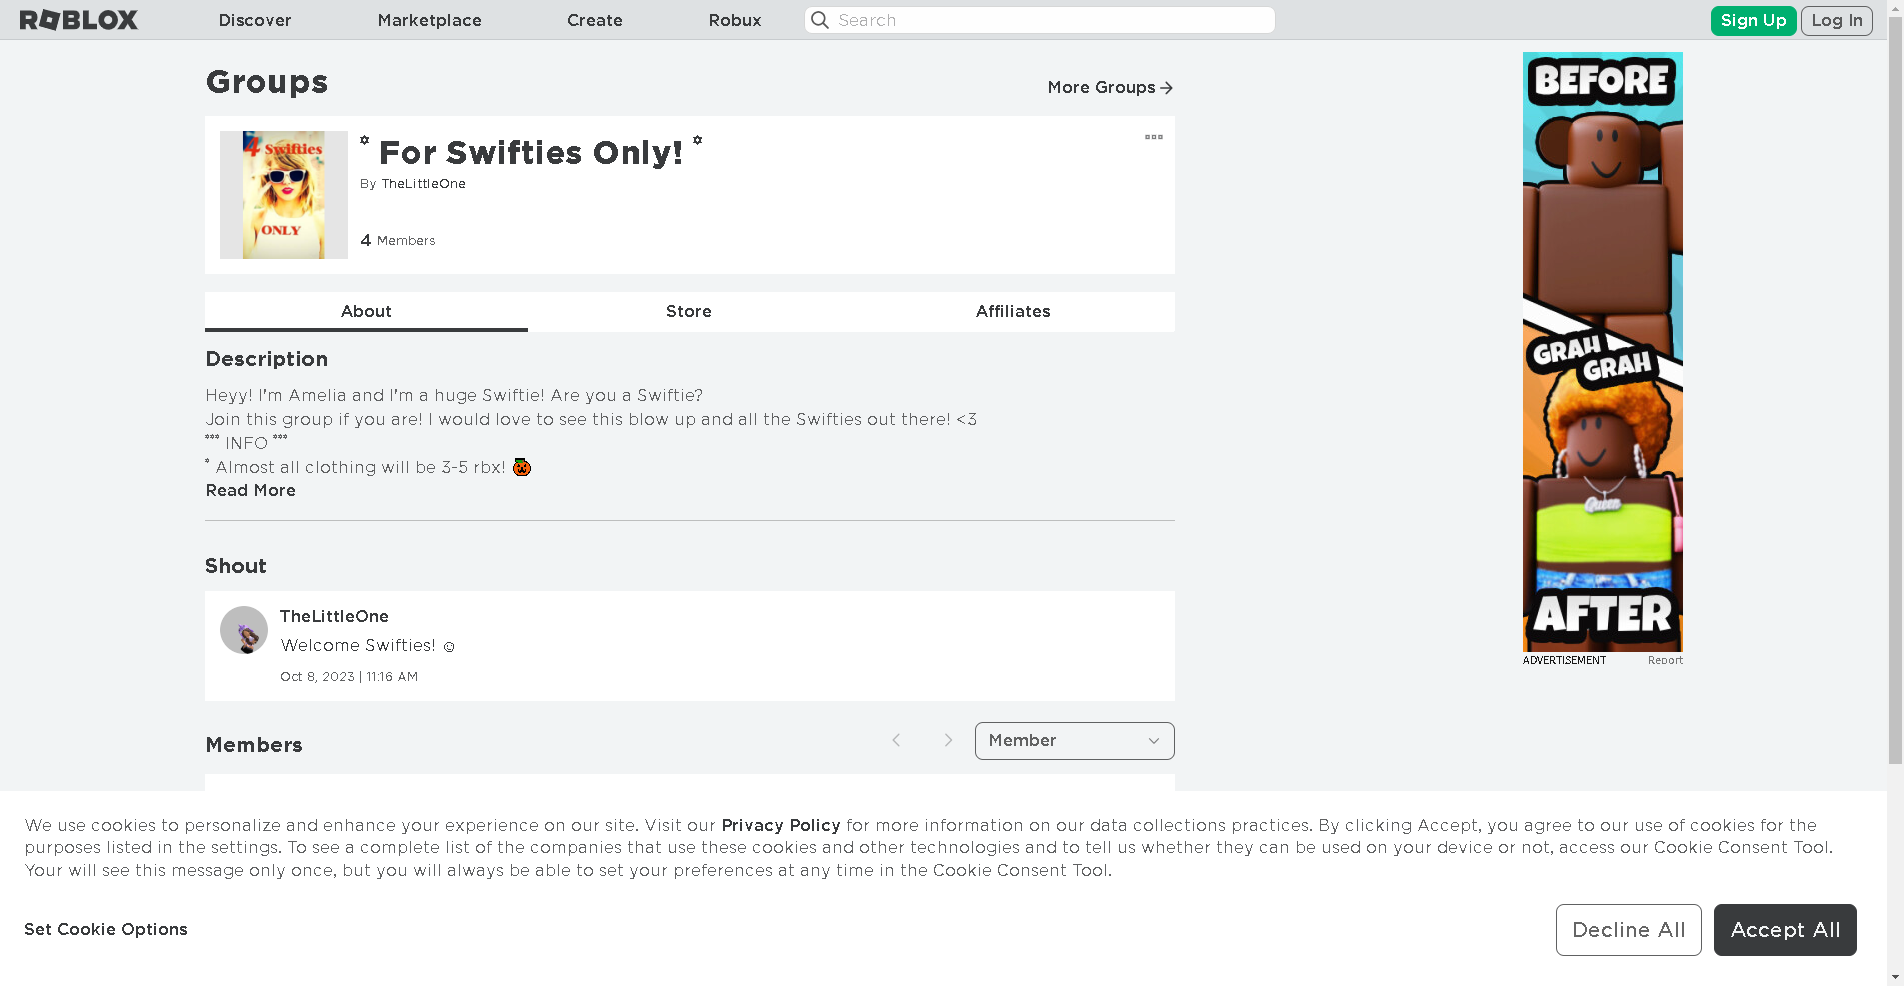 ROBLOX
Discover
Marketplace
Create
Robux
Search
Sign Up
Log In
Groups
More Groups
4 Swifties
ONLY
* For Swifties Only! *
By TheLittleOne
4 Members
About
Store
Affiliates
Description
Heyy! I'm Amelia and I'm a huge Swiftie! Are you a Swiftie?
Join this group if you are! I would love to see this blow up and all the Swifties out there! <3
*** INFO ***
* Almost all clothing will be 3-5 rbx! 🎃
Read More
Shout
TheLittleOne
Welcome Swifties! ☺
Oct 8, 2023 | 11:16 AM
Members
Member
BEFORE
GRAH
GRAH
Queen
AFTER
ADVERTISEMENT
Report
We use cookies to personalize and enhance your experience on our site. Visit our Privacy Policy for more information on our data collections practices. By clicking Accept, you agree to our use of cookies for the
purposes listed in the settings. To see a complete list of the companies that use these cookies and other technologies and to tell us whether they can be used on your device or not, access our Cookie Consent Tool.
Your will see this message only once, but you will always be able to set your preferences at any time in the Cookie Consent Tool.
Set Cookie Options
Decline All
Accept All